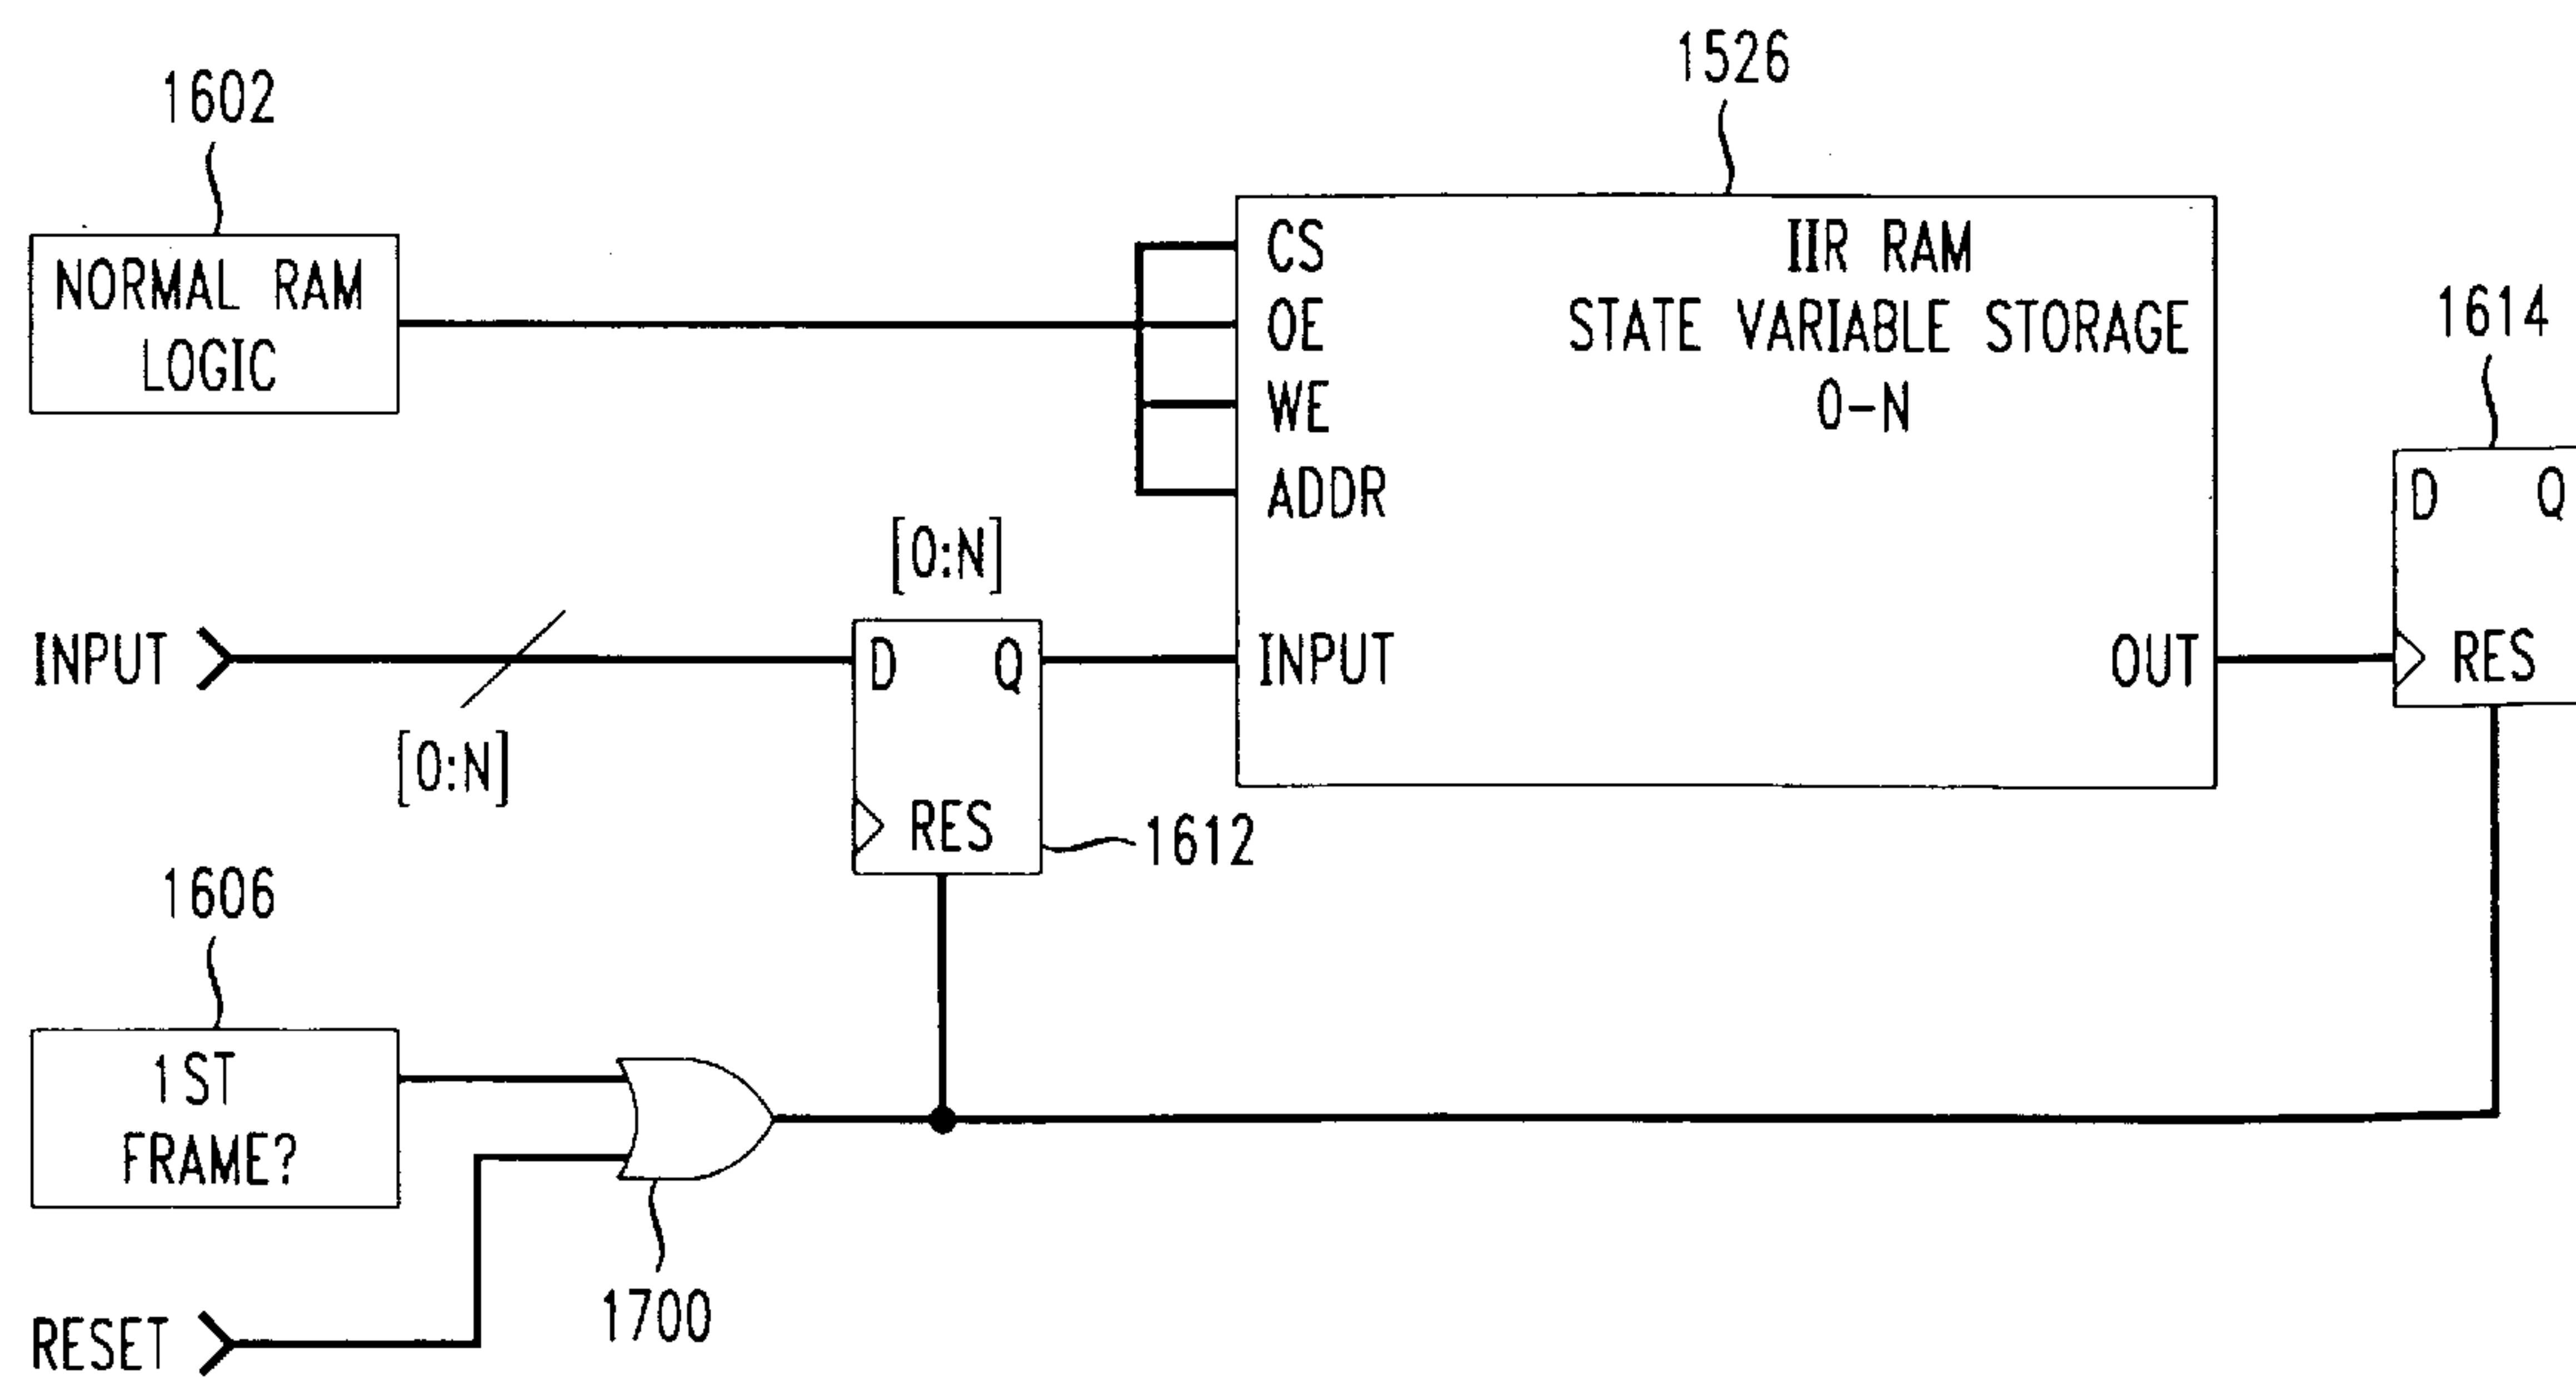 1602
1526
NORMAL RAM
LOGIC
CS
OE
WE
ADDR
INPUT
IIR RAM
STATE VARIABLE STORAGE
0-N
OUT
1614
D Q
RES
[0:N]
INPUT
[0:N]
D Q
RES
1612
1606
1ST
FRAME?
1700
RESET